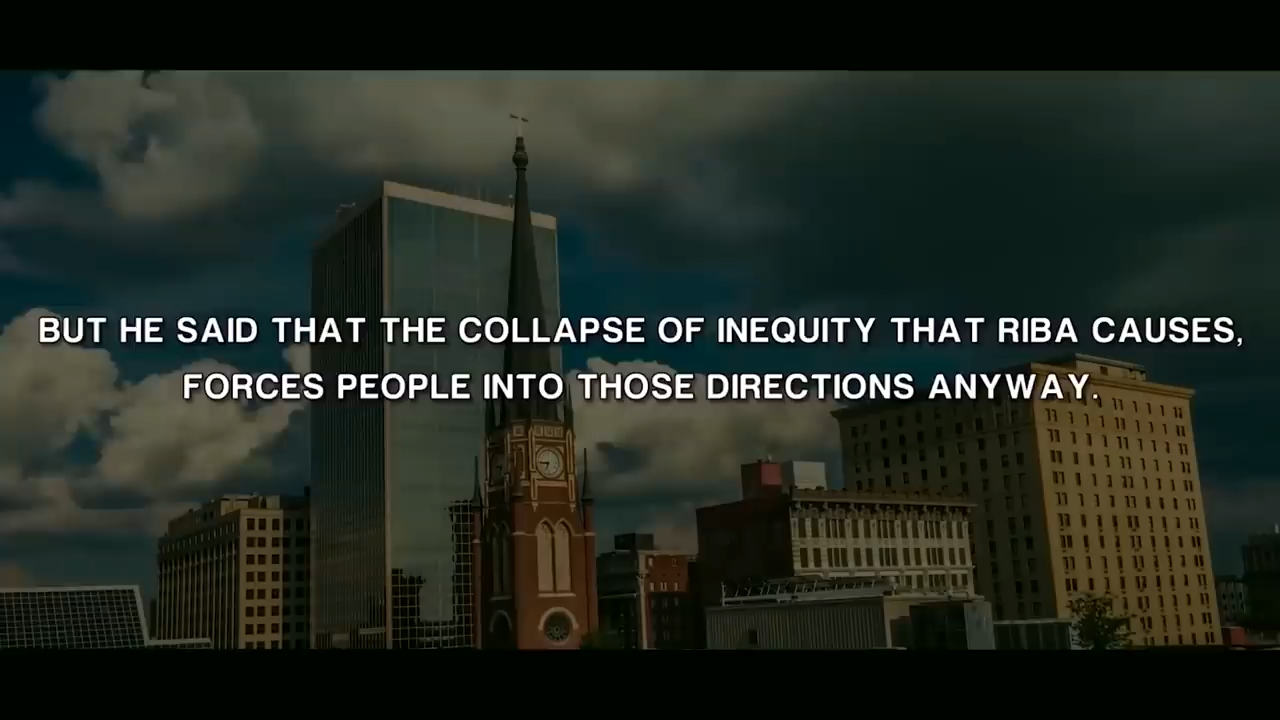 BUT HE SAID THAT THE COLLAPSE OF INEQUITY THAT RIBA CAUSES,
FORCES PEOPLE INTO THOSE DIRECTIONS ANYWAY.